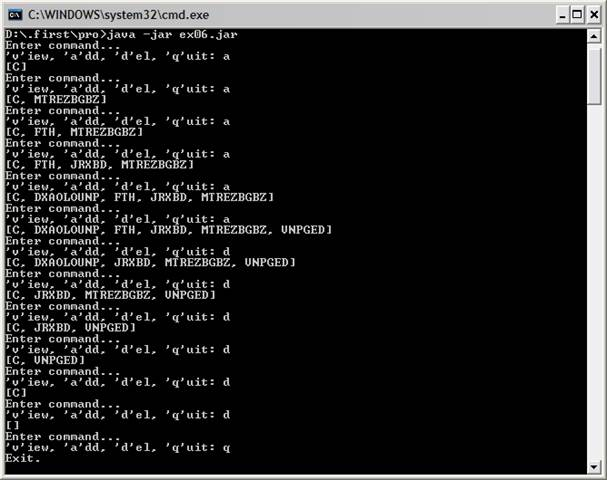 C:\WINDOWS\system32\cmd.exe
D:\.first\pro>java -jar ex06.jar
Enter command...
'v'iew, 'a'dd, 'd'el, 'q'uit: a
[C]
Enter command...
'v'iew, 'a'dd, 'd'el, 'q'uit: a
[C, MTREZBGBZ]
Enter command...
'v'iew, 'a'dd, 'd'el, 'q'uit: a
[C, FTH, MTREZBGBZ]
Enter command...
'v'iew, 'a'dd, 'd'el, 'q'uit: a
[C, FTH, JRXBD, MTREZBGBZ]
Enter command...
'v'iew, 'a'dd, 'd'el, 'q'uit: a
[C, DXAOLOUNP, FTH, JRXBD, MTREZBGBZ]
Enter command...
'v'iew, 'a'dd, 'd'el, 'q'uit: a
[C, DXAOLOUNP, FTH, JRXBD, MTREZBGBZ, VNPGED]
Enter command...
'v'iew, 'a'dd, 'd'el, 'q'uit: d
[C, DXAOLOUNP, JRXBD, MTREZBGBZ, VNPGED]
Enter command...
'v'iew, 'a'dd, 'd'el, 'q'uit: d
[C, JRXBD, MTREZBGBZ, VNPGED]
Enter command...
'v'iew, 'a'dd, 'd'el, 'q'uit: d
[C, JRXBD, VNPGED]
Enter command...
'v'iew, 'a'dd, 'd'el, 'q'uit: d
[C, VNPGED]
Enter command...
'v'iew, 'a'dd, 'd'el, 'q'uit: d
[C]
Enter command...
'v'iew, 'a'dd, 'd'el, 'q'uit: d
[]
Enter command...
'v'iew, 'a'dd, 'd'el, 'q'uit: q
Exit.